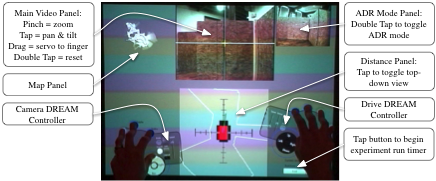 Main Video Panel:
Pinch = zoom
Tap = pan & tilt
Drag = servo to finger
Double Tap = reset
Map Panel
Camera DREAM
Controller
ADR Mode Panel:
Double Tap to toggle
ADR mode
Distance Panel:
Tap to toggle top-
down view
Drive DREAM
Controller
Tap button to begin
experiment run timer